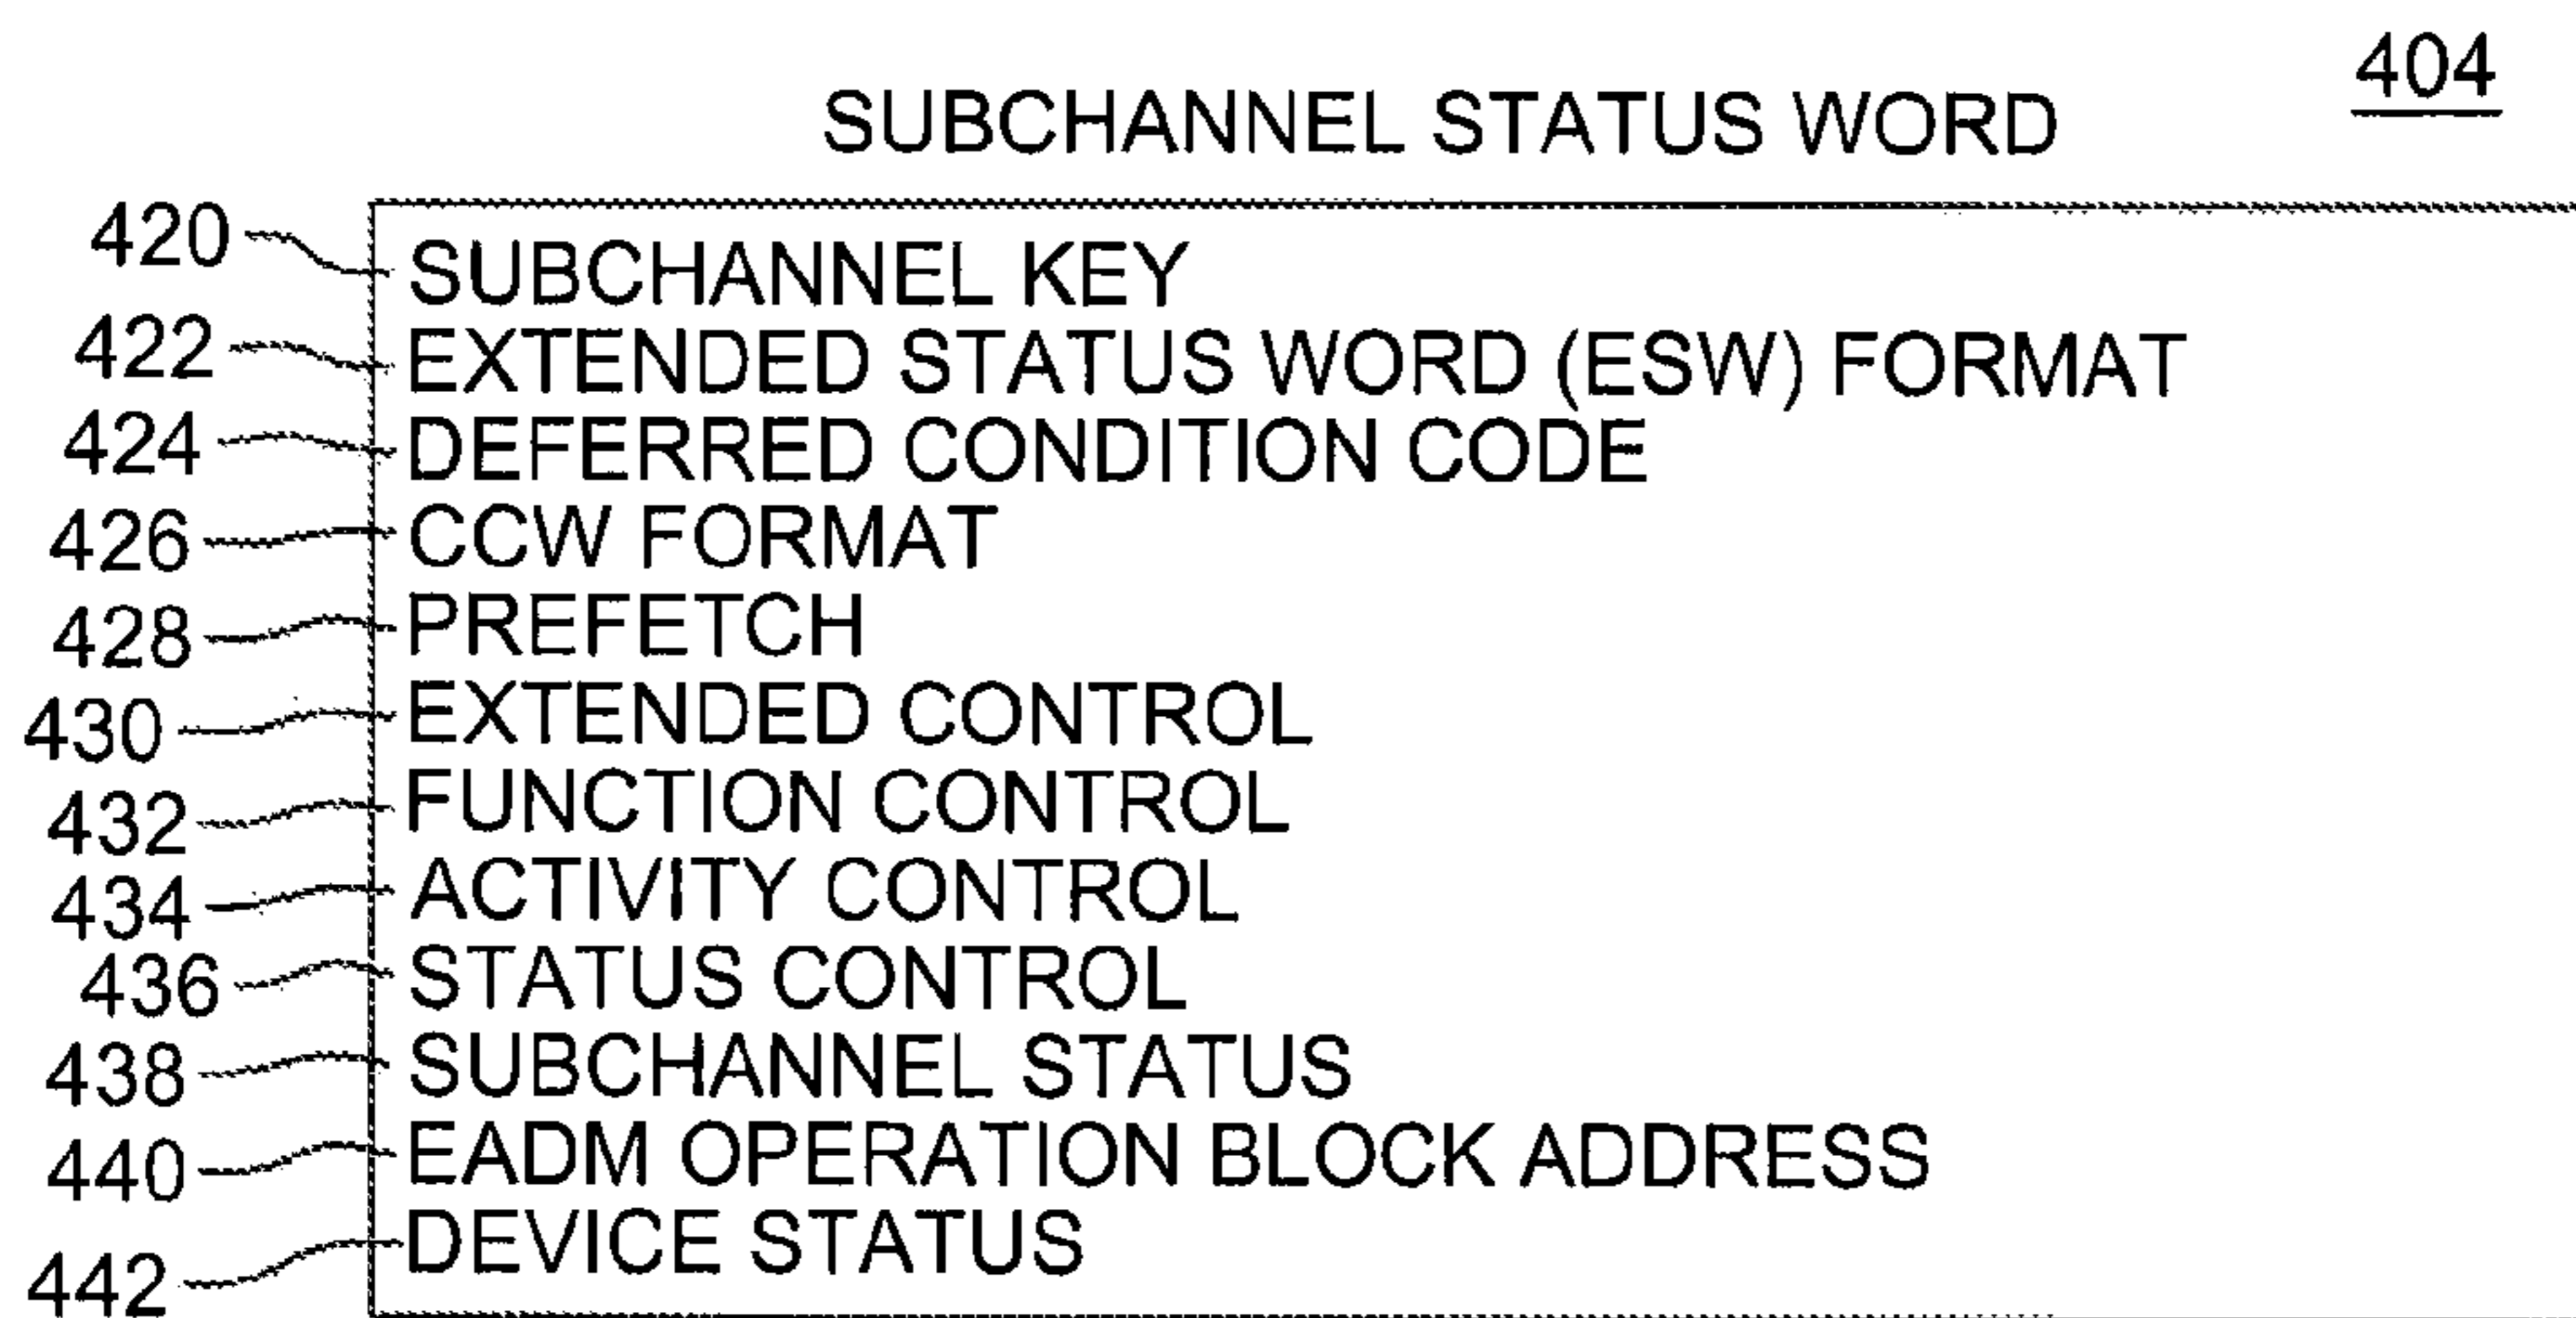 404
SUBCHANNEL STATUS WORD
420 SUBCHANNEL KEY
422 EXTENDED STATUS WORD (ESW) FORMAT
424 DEFERRED CONDITION CODE
426 CCW FORMAT
428 PREFETCH
430 EXTENDED CONTROL
432 FUNCTION CONTROL
434 ACTIVITY CONTROL
436 STATUS CONTROL
438 SUBCHANNEL STATUS
440 EADM OPERATION BLOCK ADDRESS
442 DEVICE STATUS